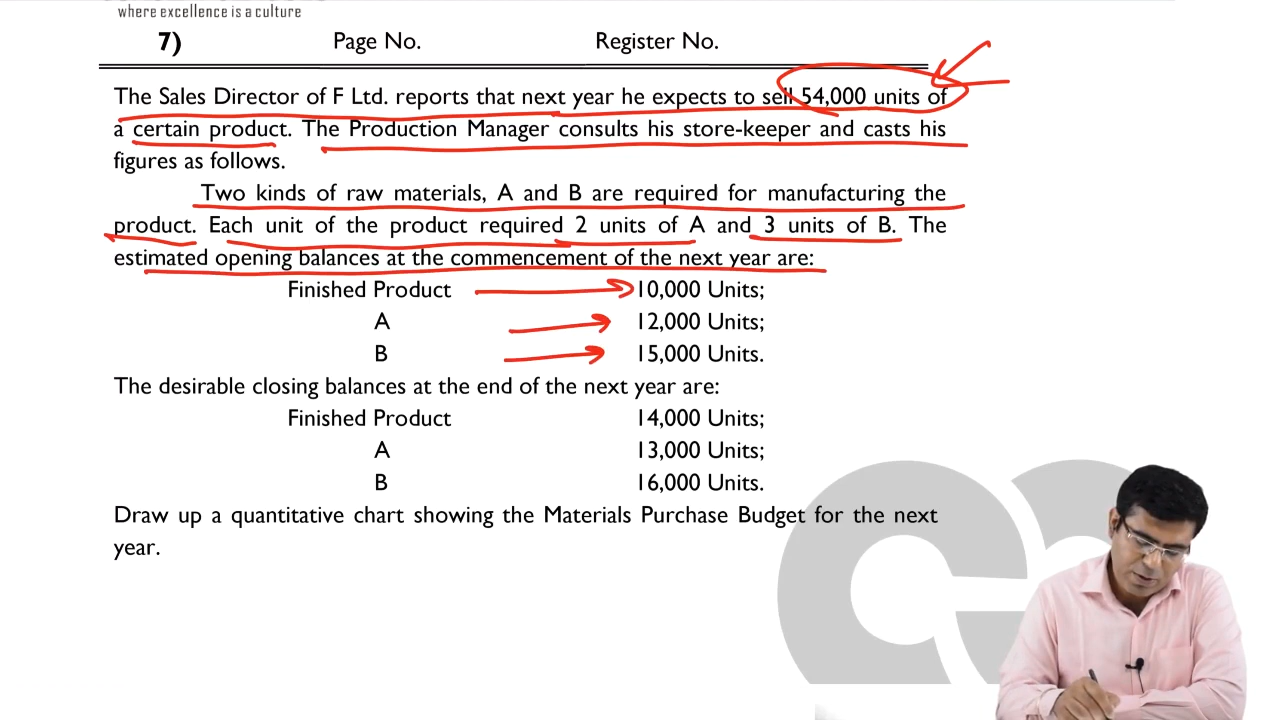 where excellence is a culture
7) Page No. Register No.
The Sales Director of F Ltd. reports that next year he expects to sell 54,000 units of
a certain product. The Production Manager consults his store-keeper and casts his
figures as follows.
Two kinds of raw materials, A and B are required for manufacturing the
product. Each unit of the product required 2 units of A and 3 units of B. The
estimated opening balances at the commencement of the next year are:
Finished Product 10,000 Units;
A 12,000 Units;
B 15,000 Units.
The desirable closing balances at the end of the next year are:
Finished Product 14,000 Units;
A 13,000 Units;
B 16,000 Units.
Draw up a quantitative chart showing the Materials Purchase Budget for the next
year.